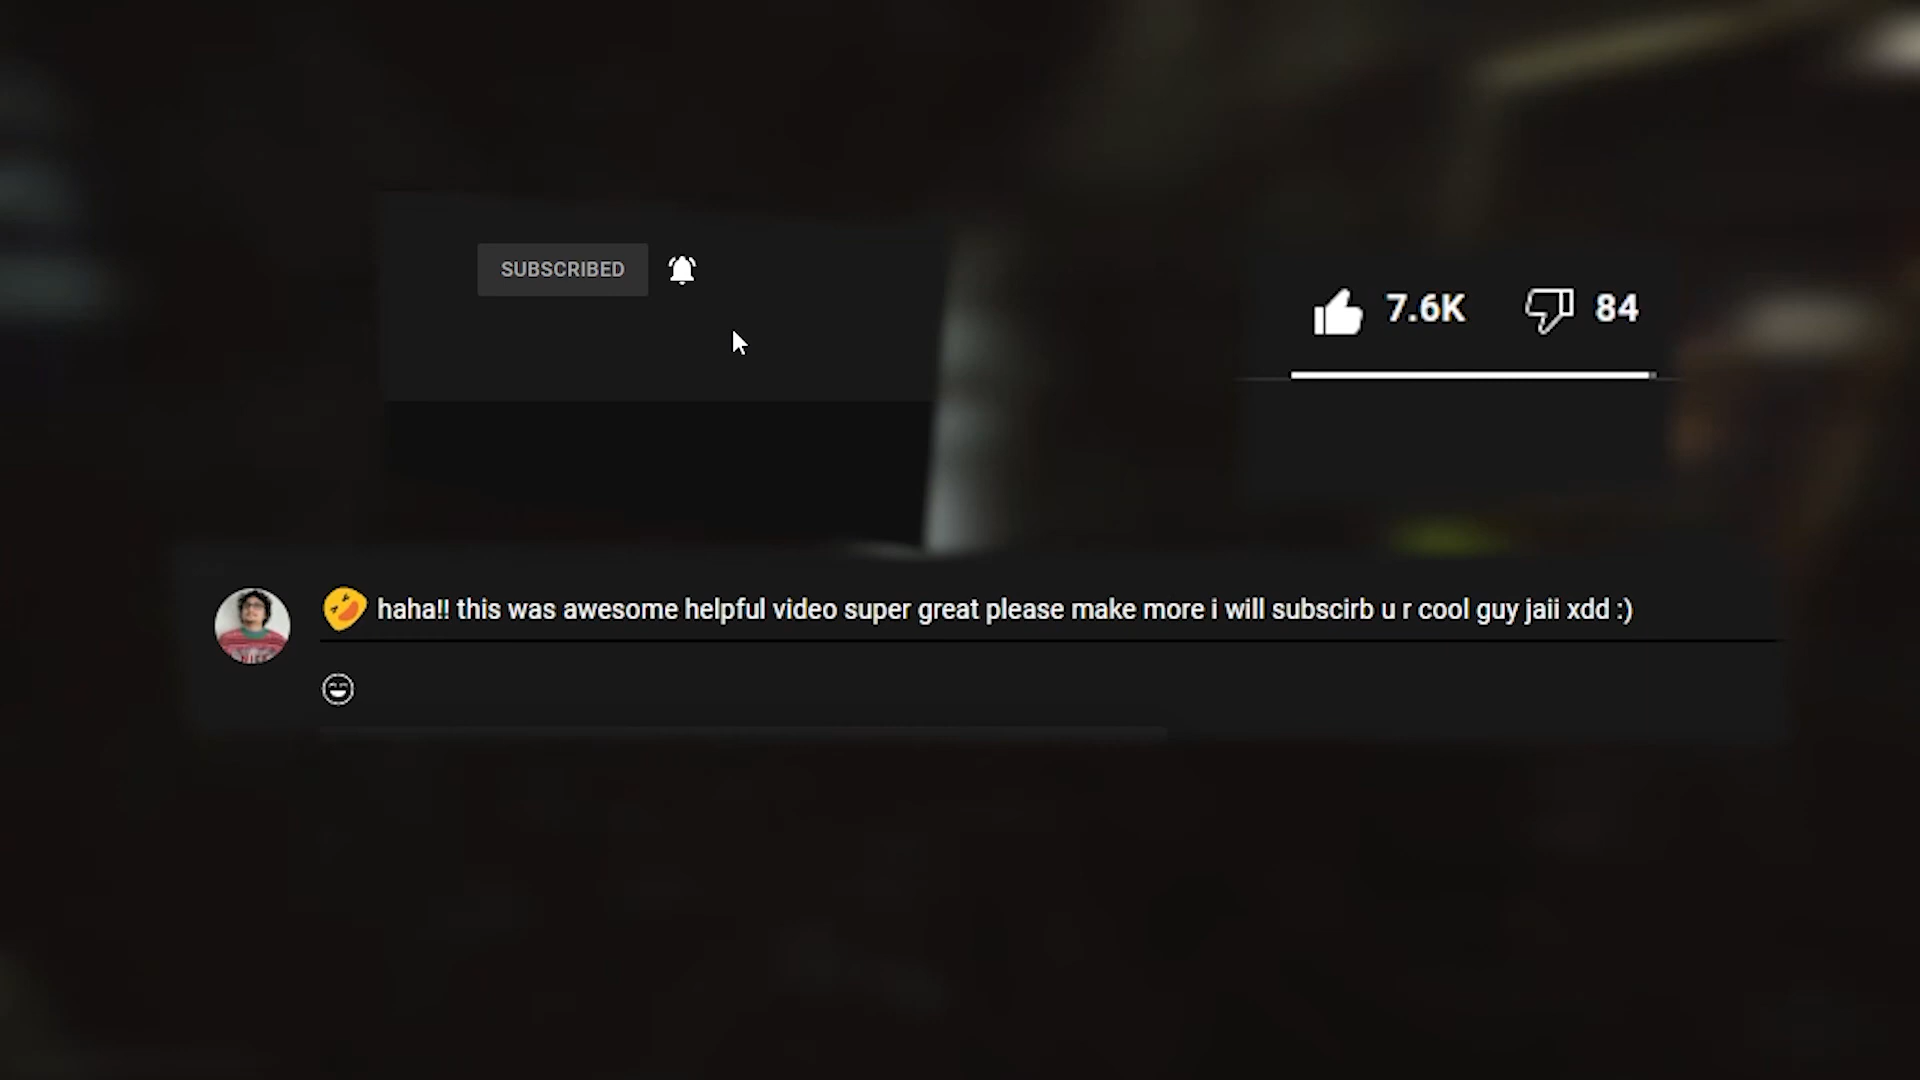 SUBSCRIBED
7.6K 84
🤣 haha!! this was awesome helpful video super great please make more i will subscirb u r cool guy jaii xdd :)